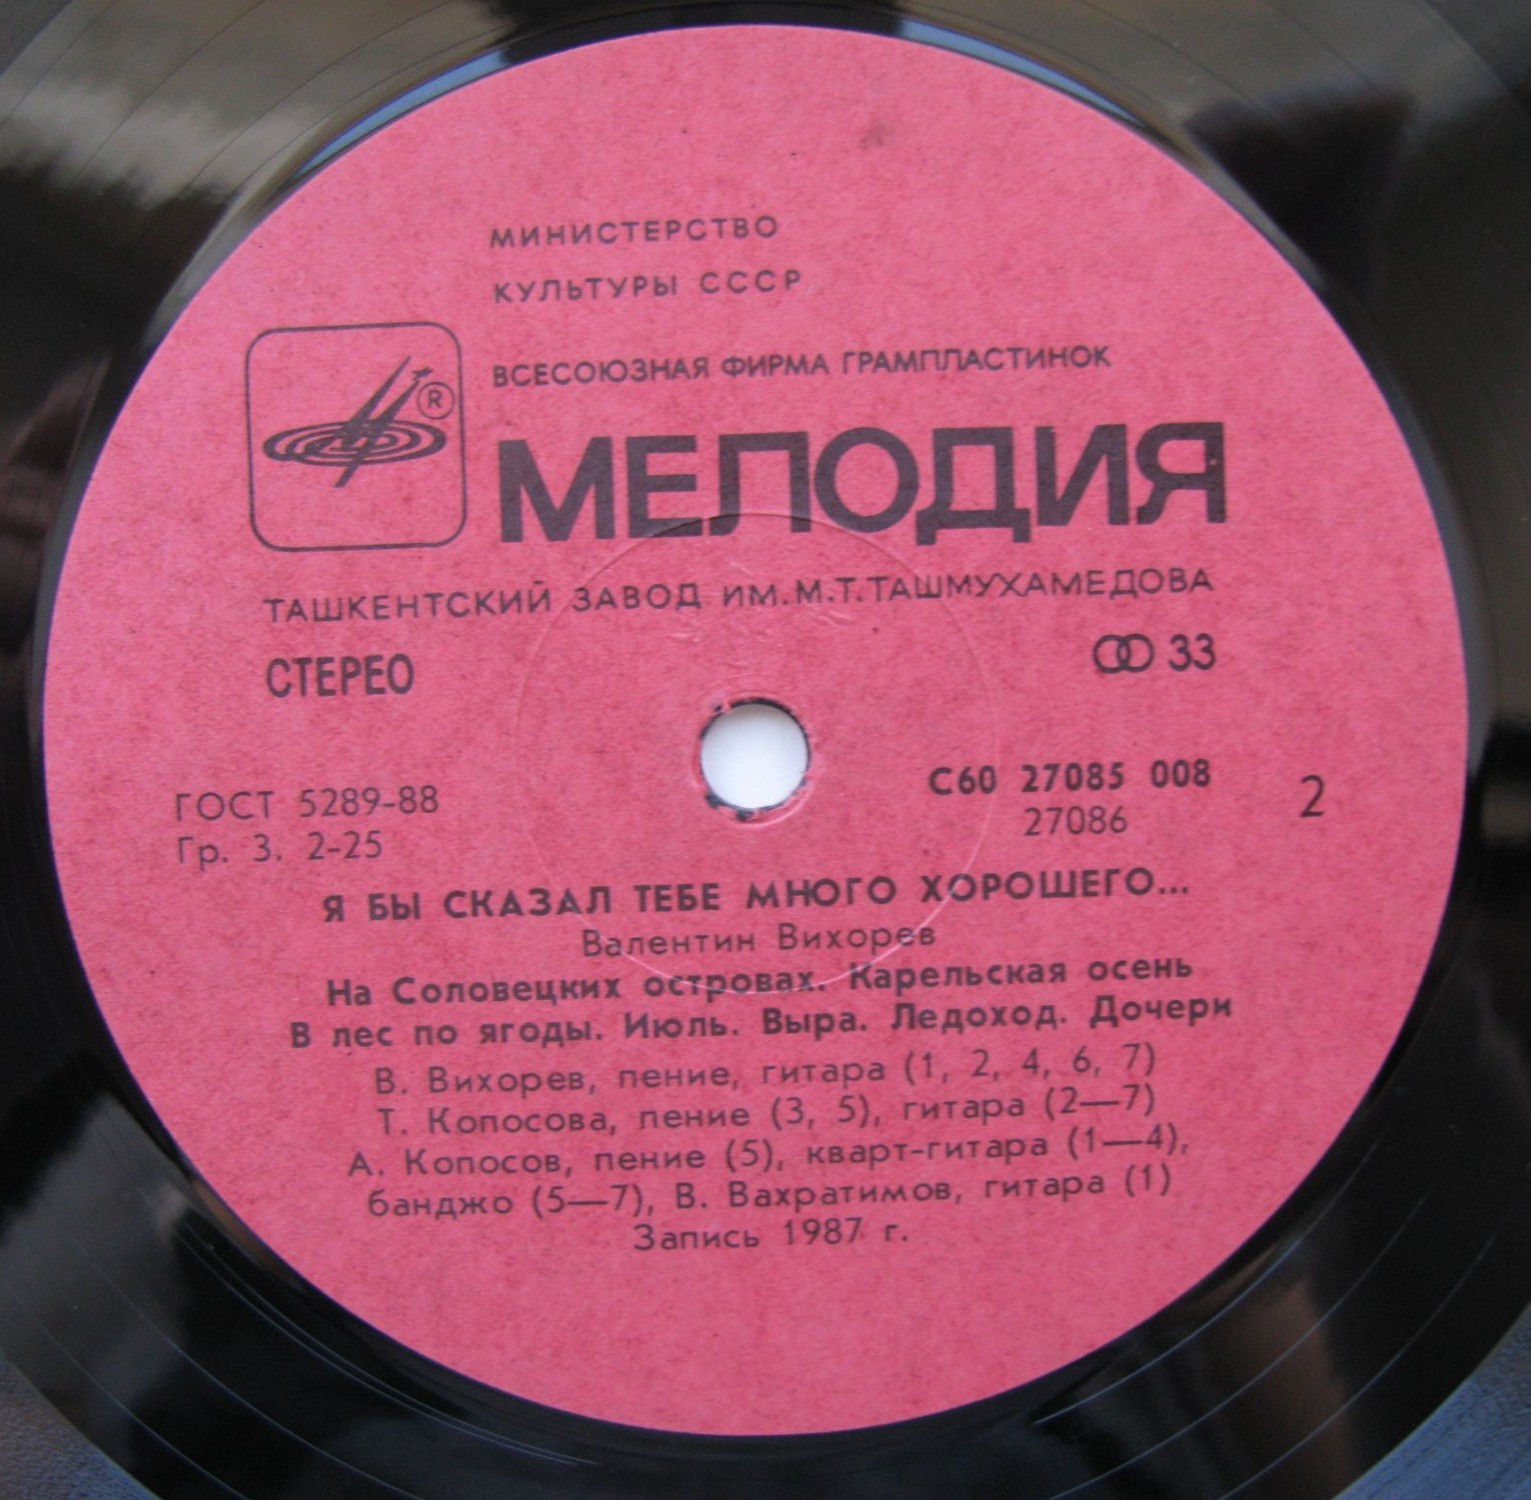 МИНИСТЕРСТВО
КУЛЬТУРЫ СССР
ВСЕСОЮЗНАЯ ФИРМА ГРАМПЛАСТИНОК
®
МЕЛОДИЯ
ТАШКЕНТСКИЙ ЗАВОД ИМ.М.Т.ТАШМУХАМЕДОВА
СТЕРЕО 33
ГОСТ 5289-88 С60 27085 008 2
Гр. 3. 2-25 27086
Я БЫ СКАЗАЛ ТЕБЕ МНОГО ХОРОШЕГО...
Валентин Вихорев
На Соловецких островах. Карельская осень
В лес по ягоды. Июль. Выра. Ледоход. Дочери
В. Вихорев, пение, гитара (1, 2, 4, 6, 7)
Т. Копосова, пение (3, 5), гитара (2—7)
А. Копосов, пение (5), кварт-гитара (1—4),
банджо (5—7), В. Вахратимов, гитара (1)
Запись 1987 г.